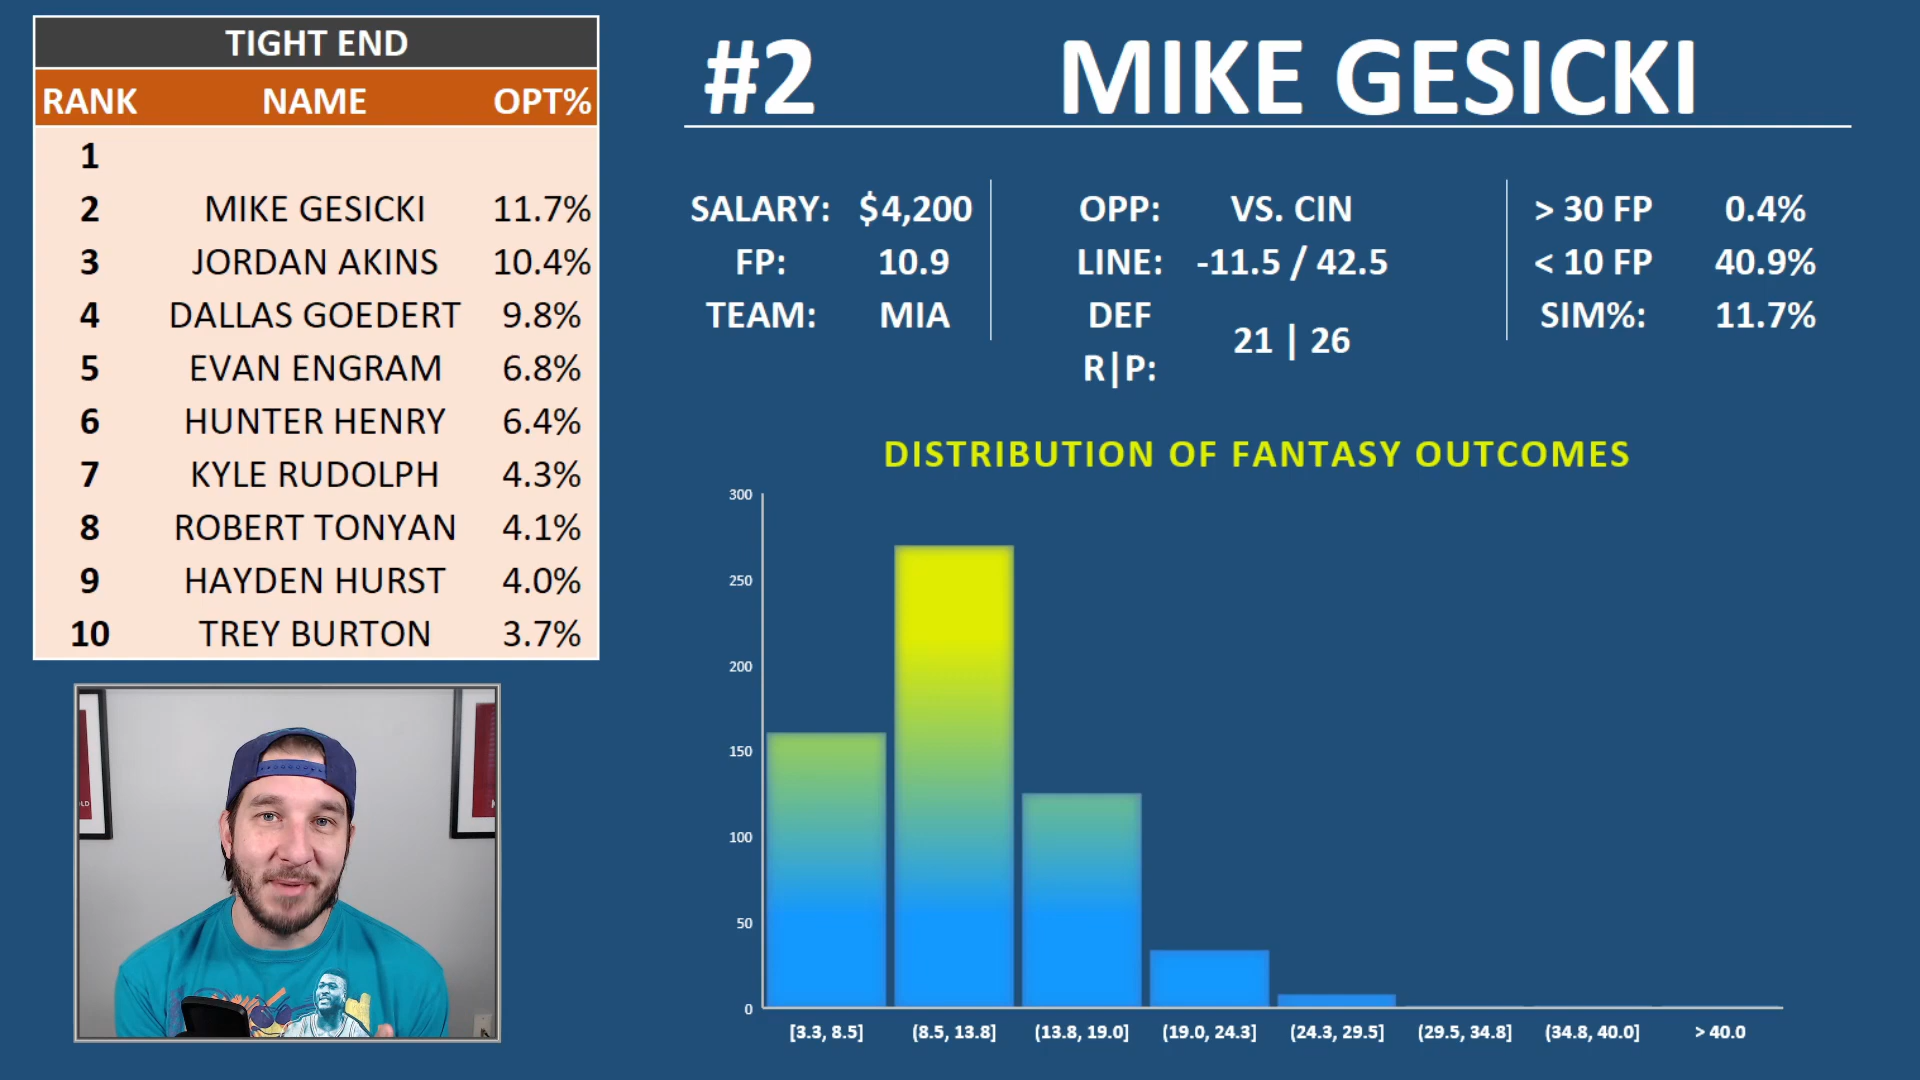 TIGHT END
RANK NAME OPT%
1
2 MIKE GESICKI 11.7%
3 JORDAN AKINS 10.4%
4 DALLAS GOEDERT 9.8%
5 EVAN ENGRAM 6.8%
6 HUNTER HENRY 6.4%
7 KYLE RUDOLPH 4.3%
8 ROBERT TONYAN 4.1%
9 HAYDEN HURST 4.0%
10 TREY BURTON 3.7%
#2 MIKE GESICKI
SALARY: $4,200
FP: 10.9
TEAM: MIA
OPP: VS. CIN
LINE: -11.5 / 42.5
DEF
R|P:
21 | 26
> 30 FP 0.4%
< 10 FP 40.9%
SIM%: 11.7%
DISTRIBUTION OF FANTASY OUTCOMES
300
250
200
150
100
50
0
[3.3, 8.5] (8.5, 13.8] (13.8, 19.0] (19.0, 24.3] (24.3, 29.5] (29.5, 34.8] (34.8, 40.0] > 40.0